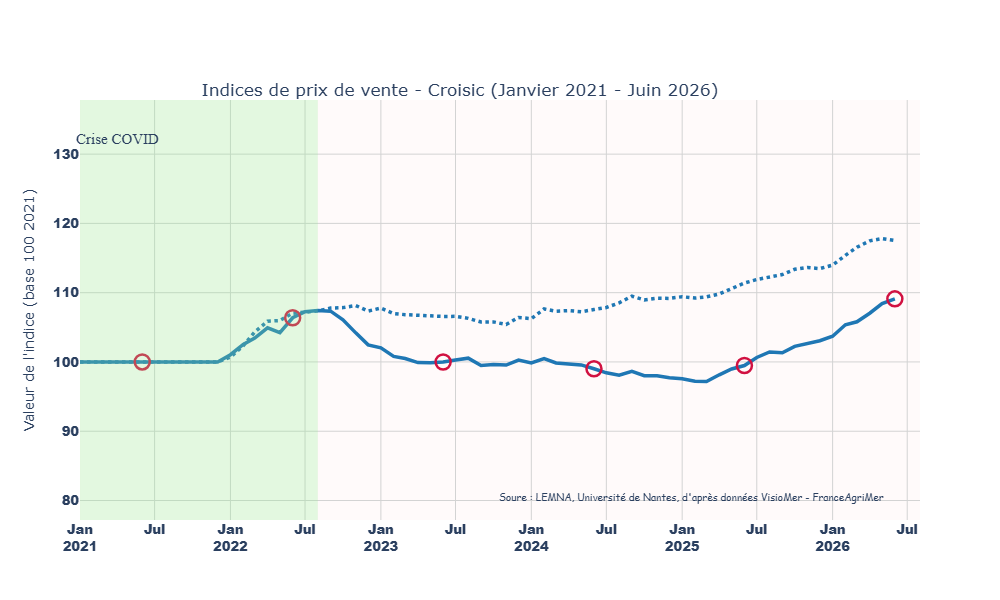 Indices de prix de vente - Croisic (Janvier 2021 - Juin 2026)
Crise COVID
130
120
110
100
90
80
Valeur de l'indice (base 100 2021)
Soure : LEMNA, Université de Nantes, d'après données VisioMer - FranceAgriMer
Jan Jul Jan Jul Jan Jul Jan Jul Jan Jul Jan Jul
2021 2022 2023 2024 2025 2026